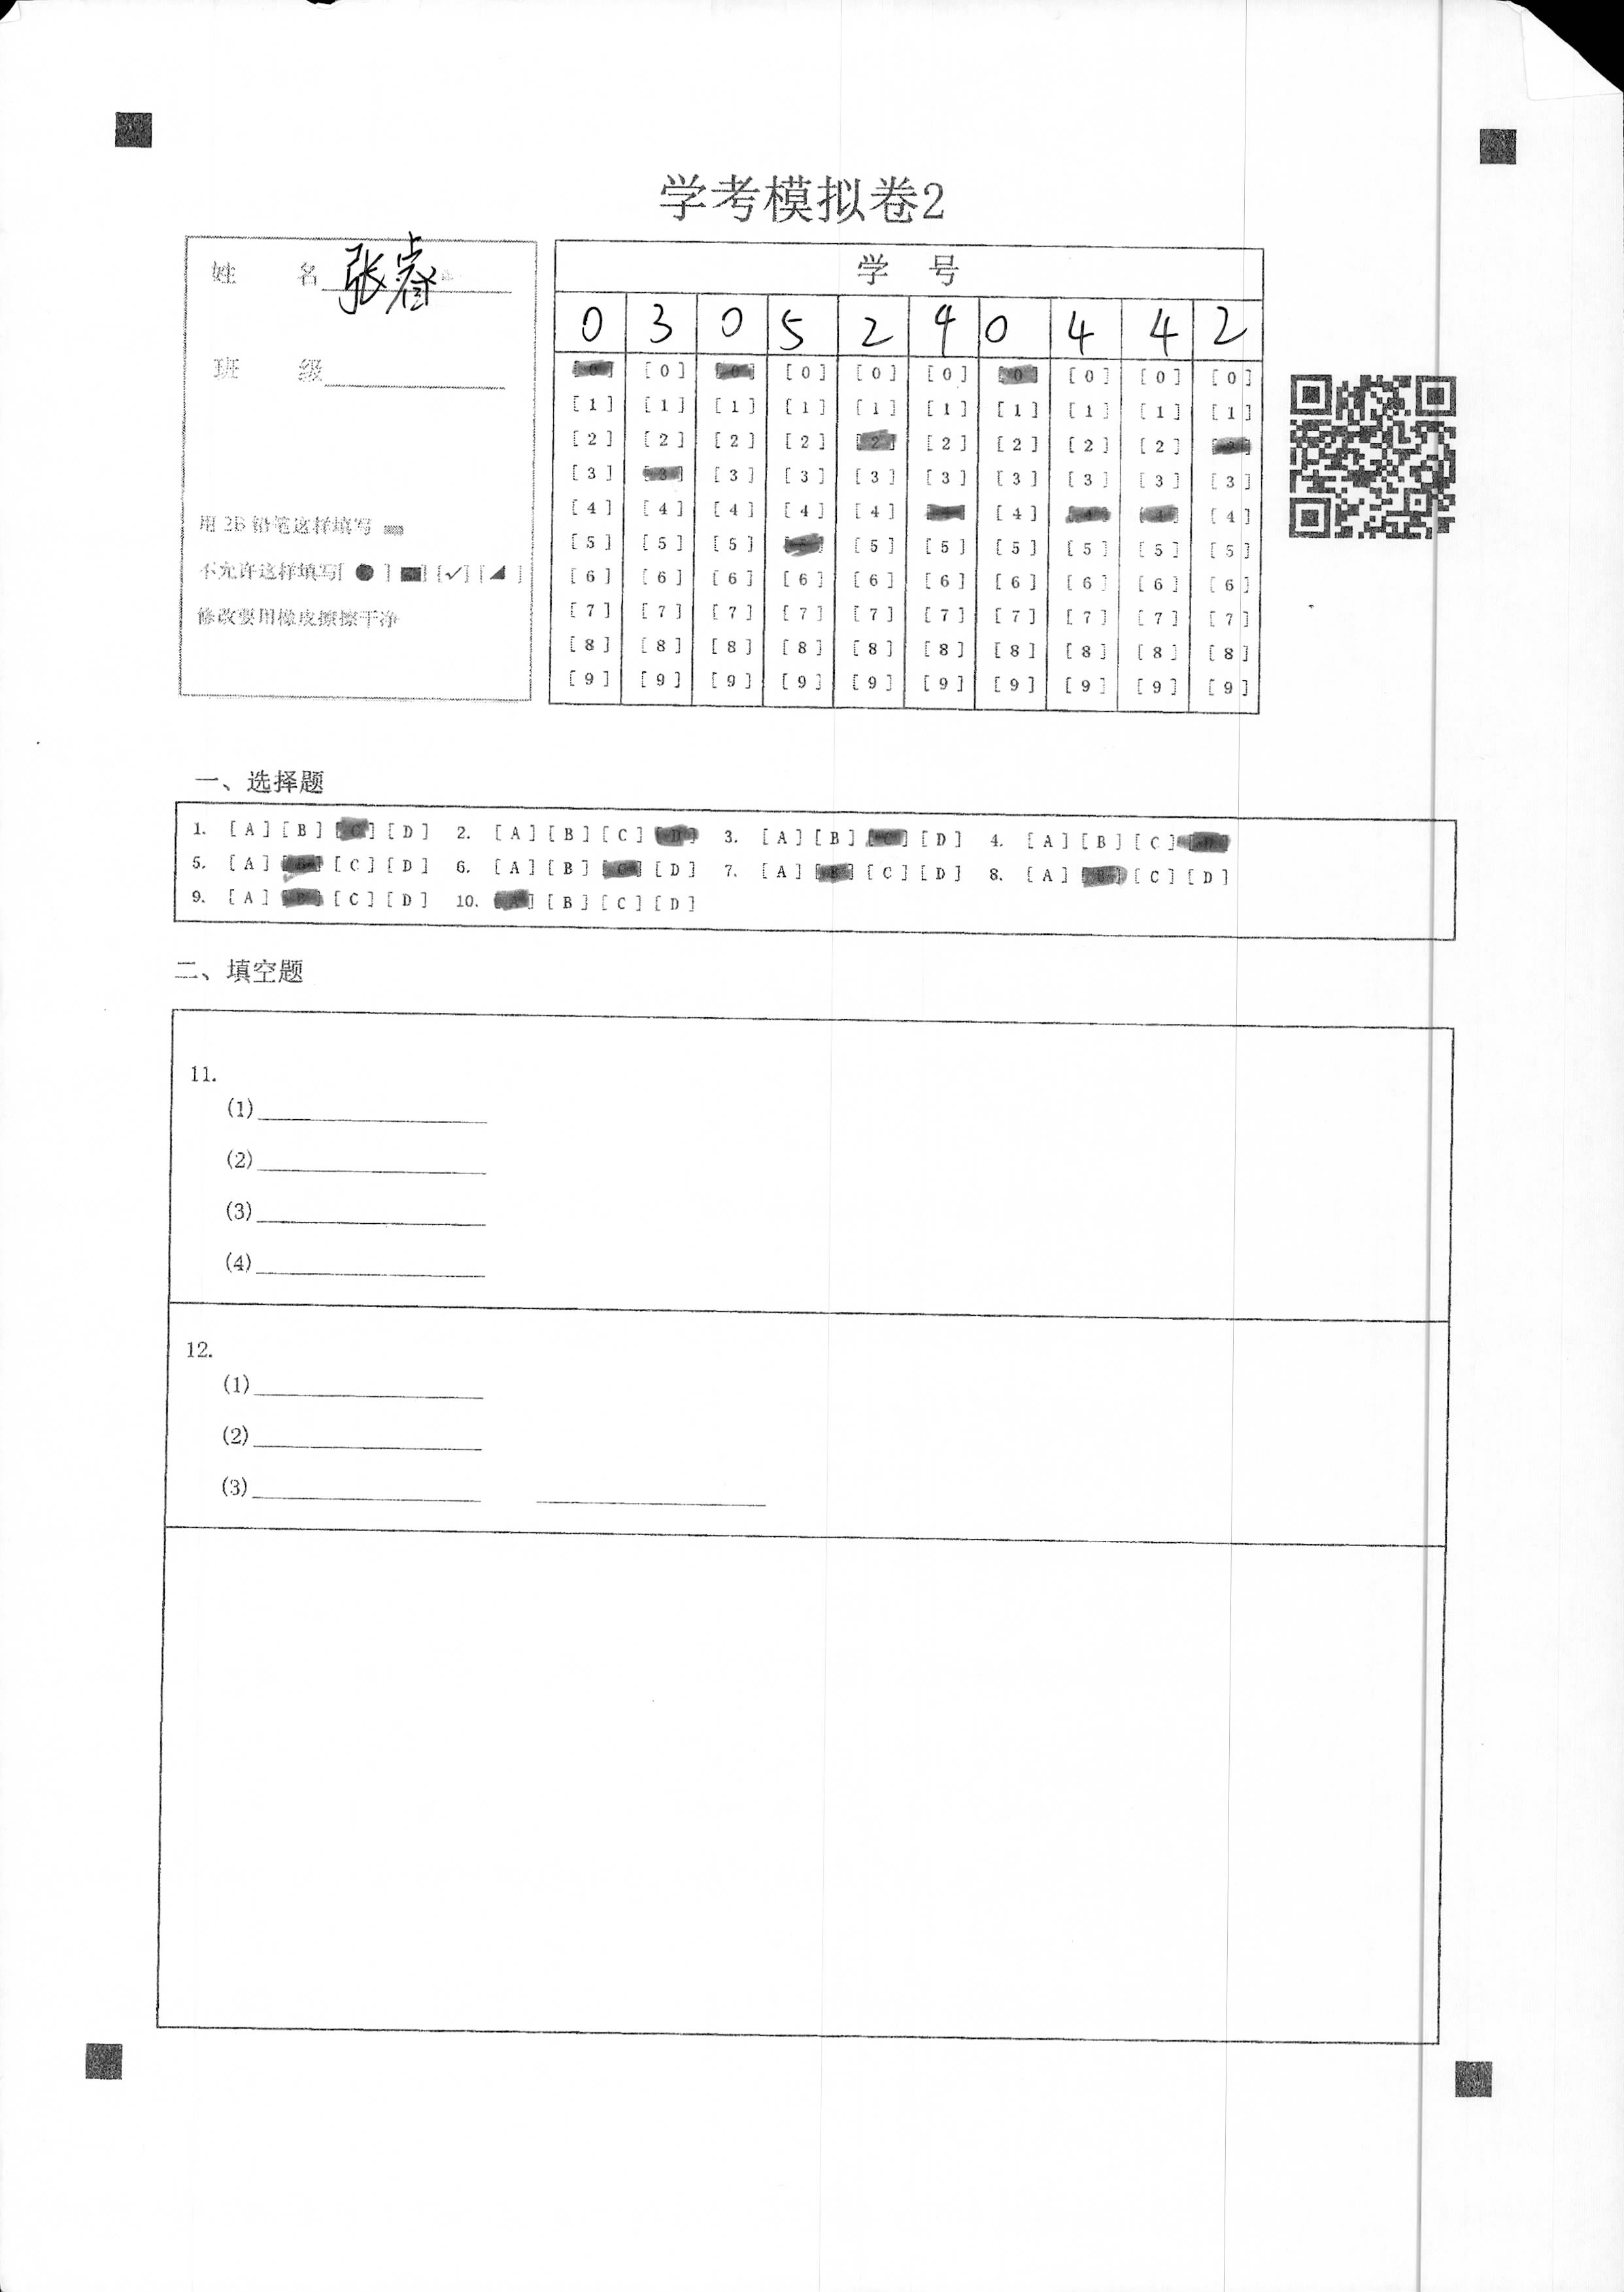 学考模拟卷2
姓 名 张睿
班 级
用 2B 铅笔这样填写
不允许这样填写[ ● ] [■] [✓] [◢ ]
修改要用橡皮擦擦干净
学 号
0 3 0 5 2 4 0 4 4 2
[0] [0] [0] [0] [0] [0] [0] [0] [0] [0]
[1] [1] [1] [1] [1] [1] [1] [1] [1] [1]
[2] [2] [2] [2] [2] [2] [2] [2] [2] [2]
[3] [3] [3] [3] [3] [3] [3] [3] [3] [3]
[4] [4] [4] [4] [4] [4] [4] [4] [4]
[5] [5] [5] [5] [5] [5] [5] [5] [5]
[6] [6] [6] [6] [6] [6] [6] [6] [6] [6]
[7] [7] [7] [7] [7] [7] [7] [7] [7] [7]
[8] [8] [8] [8] [8] [8] [8] [8] [8] [8]
[9] [9] [9] [9] [9] [9] [9] [9] [9] [9]
一、选择题
1. [A] [B] [C] [D] 2. [A] [B] [C] [D] 3. [A] [B] [C] [D] 4. [A] [B] [C] [D]
5. [A] [B] [C] [D] 6. [A] [B] [C] [D] 7. [A] [B] [C] [D] 8. [A] [B] [C] [D]
9. [A] [B] [C] [D] 10. [A] [B] [C] [D]
二、填空题
11.
(1)
(2)
(3)
(4)
12.
(1)
(2)
(3)